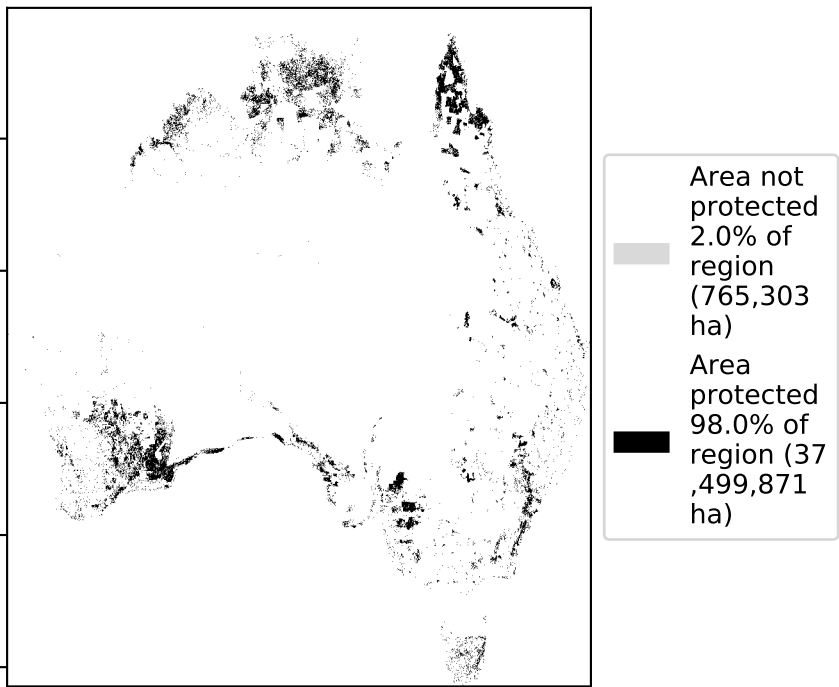 Area not
protected
2.0% of
region
(765,303
ha)
Area
protected
98.0% of
region (37
,499,871
ha)